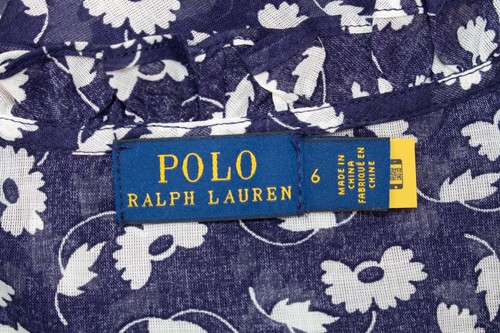 POLO
RALPH LAUREN
6
MADE IN
CHINA
FABRIQUÉ EN
CHINE